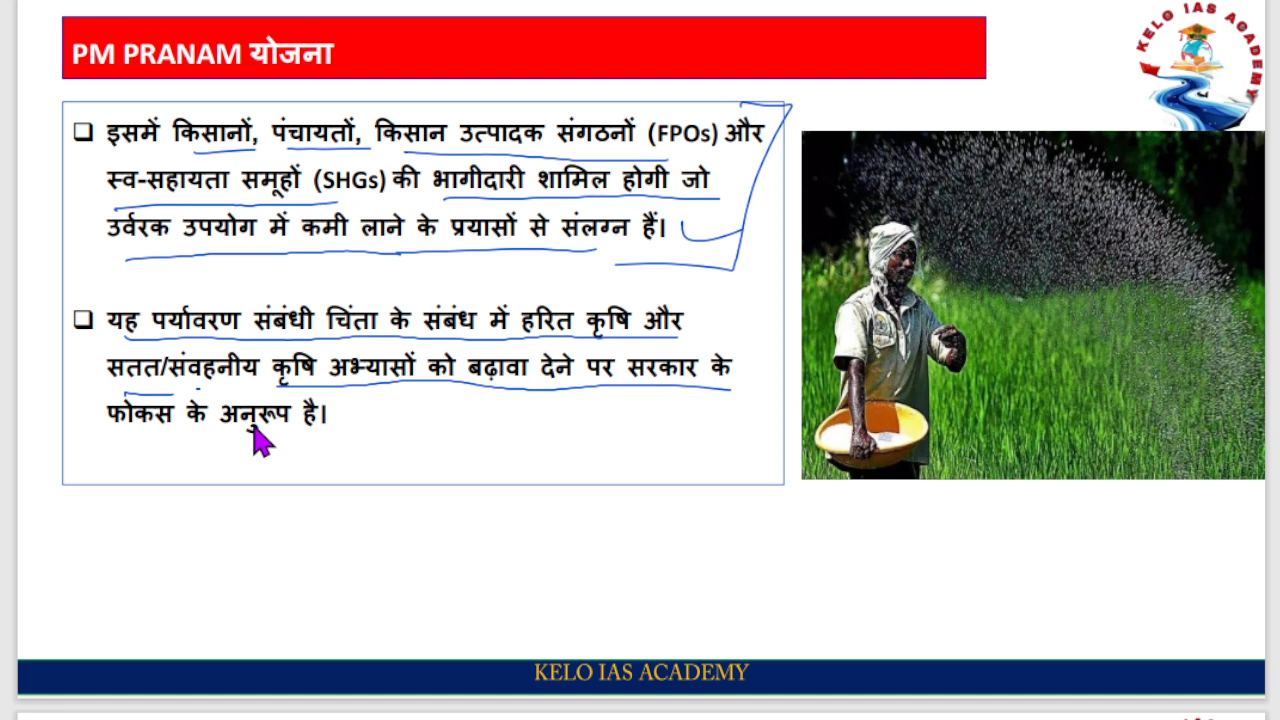 PM PRANAM योजना
KELO IAS ACADEMY
❑ इसमें किसानों, पंचायतों, किसान उत्पादक संगठनों (FPOs) और
स्व-सहायता समूहों (SHGs) की भागीदारी शामिल होगी जो
उर्वरक उपयोग में कमी लाने के प्रयासों से संलग्न हैं।
❑ यह पर्यावरण संबंधी चिंता के संबंध में हरित कृषि और
सतत/संवहनीय कृषि अभ्यासों को बढ़ावा देने पर सरकार के
फोकस के अनुरूप है।
KELO IAS ACADEMY